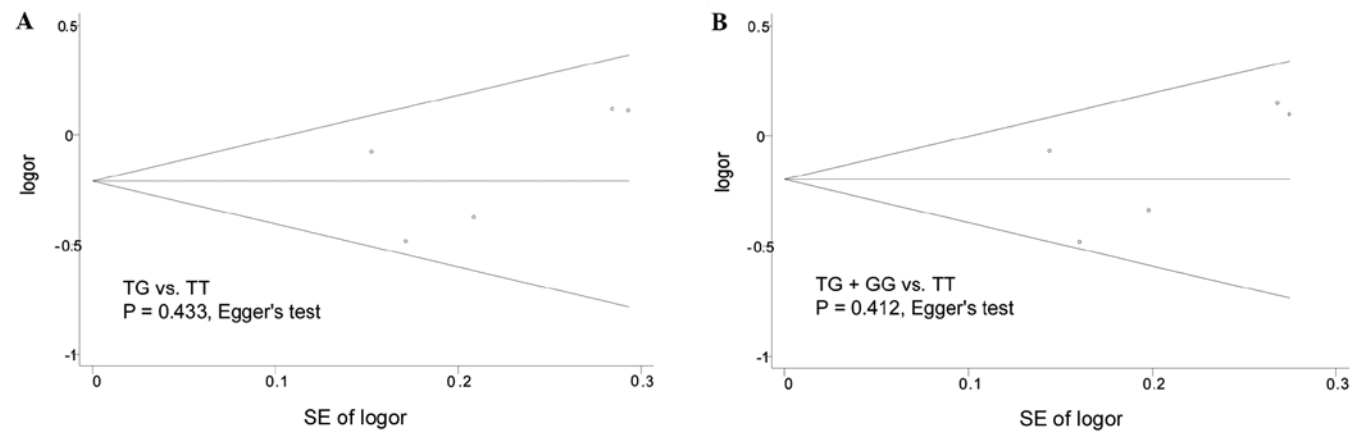 A
0.5
0
-0.5
-1
logor
TG vs. TT
P = 0.433, Egger's test
0
0.1
0.2
0.3
SE of logor
B
0.5
0
-0.5
-1
logor
TG + GG vs. TT
P = 0.412, Egger's test
0
0.1
0.2
0.3
SE of logor